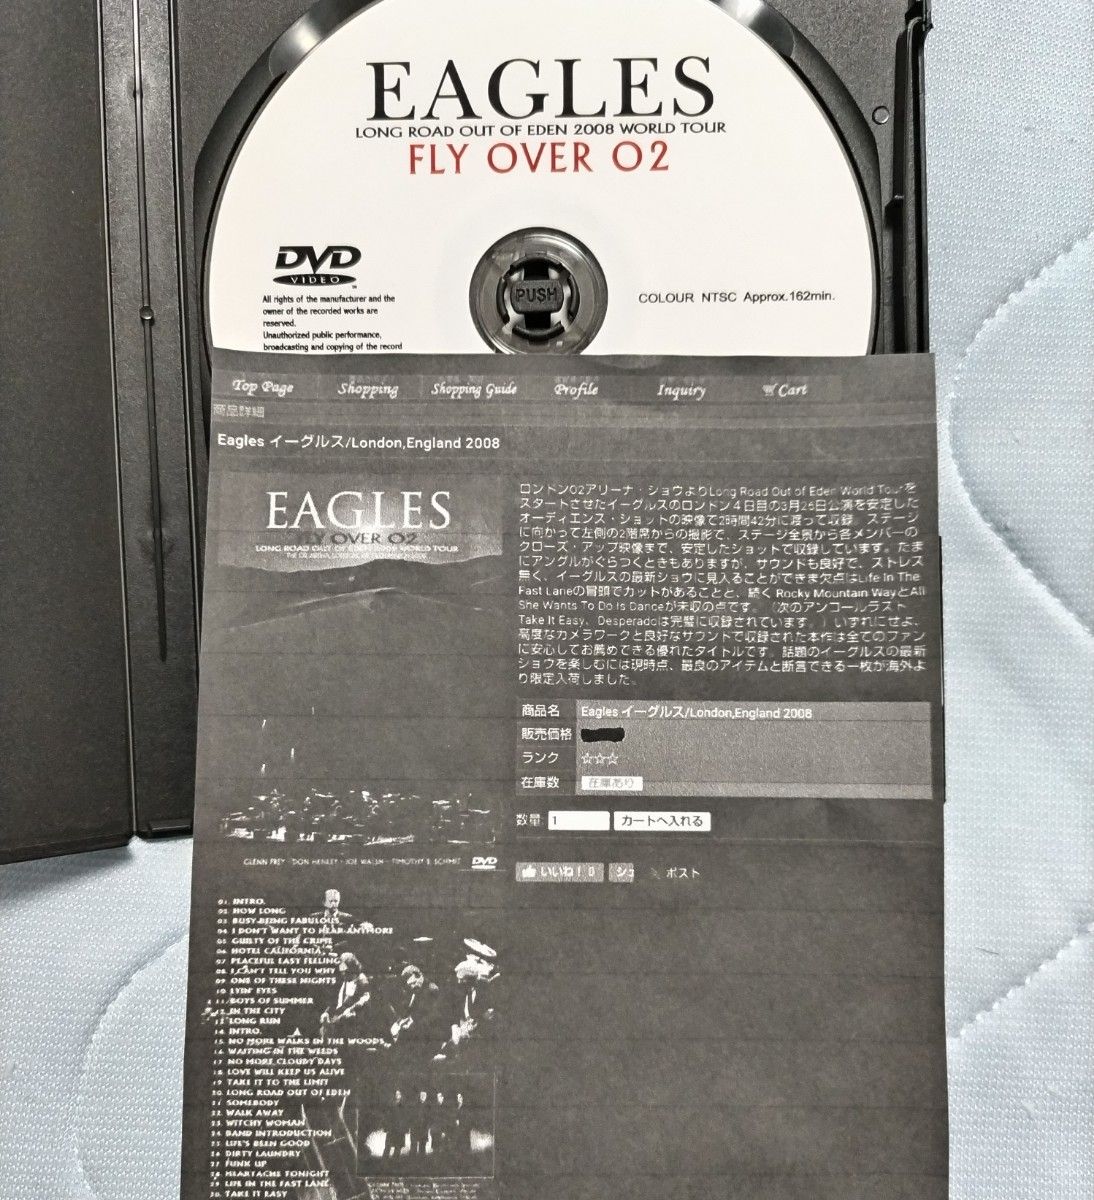 EAGLES
LONG ROAD OUT OF EDEN 2008 WORLD TOUR
FLY OVER O2
DVD
VIDEO
All rights of the manufacturer and the
owner of the recorded works are
reserved.
Unauthorized public performance,
broadcasting and copying of the record
PUSH
COLOUR NTSC Approx.162min.
Top Page Shopping Shopping Guide Profile Inquiry Cart
商品詳細
Eagles イーグルス/London,England 2008
EAGLES
FLY OVER O2
LONG ROAD OUT OF EDEN 2008 WORLD TOUR
GLENN FREY · DON HENLEY · JOE WALSH · TIMOTHY B. SCHMIT DVD
ロンドンO2アリーナ・ショウよりLong Road Out of Eden World Tourを
スタートさせたイーグルスのロンドン４日目の3月26日公演を安定した
オーディエンス・ショットの映像で2時間42分に渡って収録。ステージ
に向かって左側の2階席からの撮影で、ステージ全景から各メンバーの
クローズ・アップ映像まで、安定したショットで収録しています。たま
にアングルがぐらつくときもありますが、サウンドも良好で、ストレス
無く、イーグルスの最新ショウに見入ることができま欠点はLife In The
Fast Laneの冒頭でカットがあることと、続く Rocky Mountain WayとAll
She Wants To Do Is Danceが未収の点です。（次のアンコールラスト
Take It Easy、Desperadoは完璧に収録されています。）いずれにせよ、
高度なカメラワークと良好なサウンドで収録された本作は全てのファン
に安心してお薦めできる優れたタイトルです。話題のイーグルスの最新
ショウを楽しむには現時点、最良のアイテムと断言できる一枚が海外よ
り限定入荷しました。
商品名 Eagles イーグルス/London,England 2008
販売価格
ランク ☆☆☆
在庫数 在庫あり
数量 1 カートへ入れる
いいね！ 0 シェ ポスト
01. INTRO.
02. HOW LONG
03. BUSY BEING FABULOUS
04. I DON'T WANT TO HEAR ANYMORE
05. GUILTY OF THE CRIME
06. HOTEL CALIFORNIA
07. PEACEFUL EASY FEELING
08. I CAN'T TELL YOU WHY
09. ONE OF THESE NIGHTS
10. LYIN' EYES
11. BOYS OF SUMMER
12. IN THE CITY
13. LONG RUN
14. INTRO.
15. NO MORE WALKS IN THE WOODS
16. WAITING IN THE WEEDS
17. NO MORE CLOUDY DAYS
18. LOVE WILL KEEP US ALIVE
19. TAKE IT TO THE LIMIT
20. LONG ROAD OUT OF EDEN
21. SOMEBODY
22. WALK AWAY
23. WITCHY WOMAN
24. BAND INTRODUCTION
25. LIFE'S BEEN GOOD
26. DIRTY LAUNDRY
27. FUNK UP
28. HEARTACHE TONIGHT
29. LIFE IN THE FAST LANE
30. TAKE IT EASY